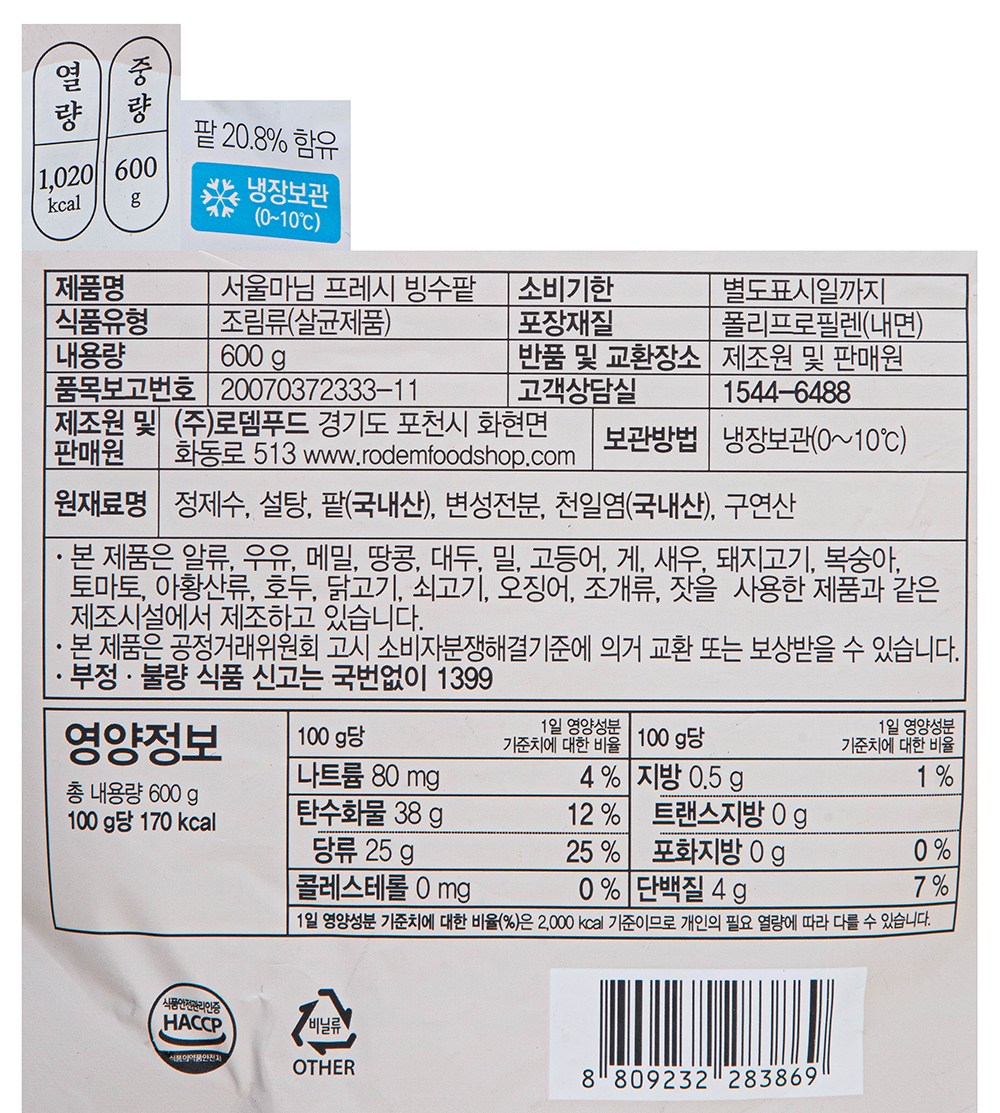 열량
1,020
kcal
중량
600
g
팥 20.8% 함유
냉장보관
(0~10℃)
제품명 서울마님 프레시 빙수팥 소비기한 별도표시일까지
식품유형 조림류(살균제품) 포장재질 폴리프로필렌(내면)
내용량 600 g 반품 및 교환장소 제조원 및 판매원
품목보고번호 20070372333-11 고객상담실 1544-6488
제조원 및 (주)로뎀푸드 경기도 포천시 화현면
판매원 화동로 513 www.rodemfoodshop.com 보관방법 냉장보관(0~10℃)
원재료명 정제수, 설탕, 팥(국내산), 변성전분, 천일염(국내산), 구연산
· 본 제품은 알류, 우유, 메밀, 땅콩, 대두, 밀, 고등어, 게, 새우, 돼지고기, 복숭아,
토마토, 아황산류, 호두, 닭고기, 쇠고기, 오징어, 조개류, 잣을 사용한 제품과 같은
제조시설에서 제조하고 있습니다.
· 본 제품은 공정거래위원회 고시 소비자분쟁해결기준에 의거 교환 또는 보상받을 수 있습니다.
· 부정 · 불량 식품 신고는 국번없이 1399
영양정보
총 내용량 600 g
100 g당 170 kcal
100 g당 1일 영양성분 기준치에 대한 비율 100 g당 1일 영양성분 기준치에 대한 비율
나트륨 80 mg 4 % 지방 0.5 g 1 %
탄수화물 38 g 12 % 트랜스지방 0 g
당류 25 g 25 % 포화지방 0 g 0 %
콜레스테롤 0 mg 0 % 단백질 4 g 7 %
1일 영양성분 기준치에 대한 비율(%)은 2,000 kcal 기준이므로 개인의 필요 열량에 따라 다를 수 있습니다.
식품안전관리인증
HACCP
식품의약품안전처
비닐류
OTHER
8 809232 283869